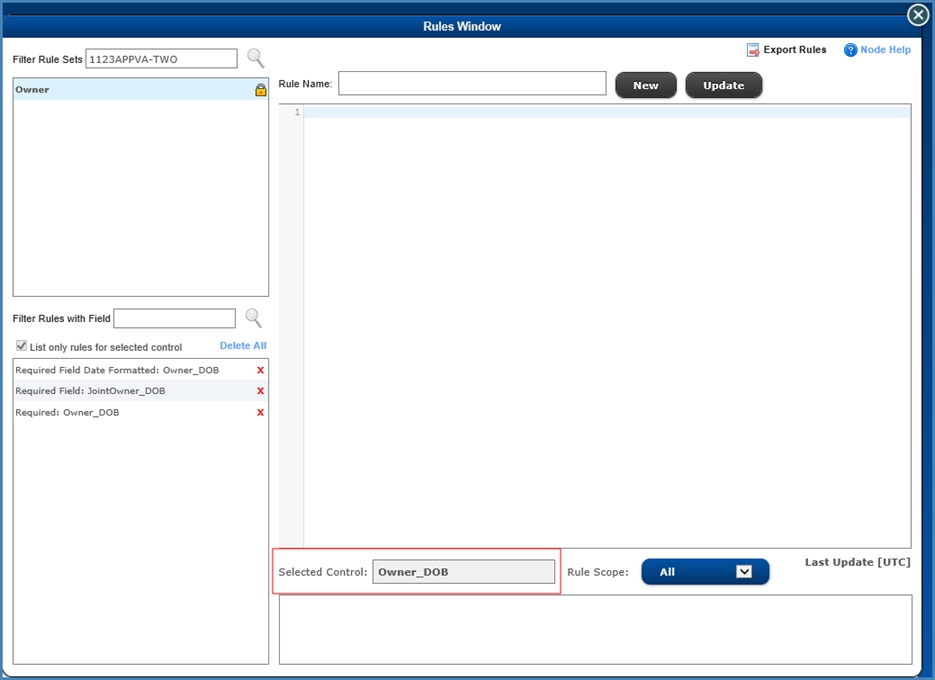 Rules Window
Filter Rule Sets 1123APPVA-TWO
Export Rules
Node Help
Owner
Rule Name:
New
Update
1
Filter Rules with Field
List only rules for selected control
Delete All
Required Field Date Formatted: Owner_DOB X
Required Field: JointOwner_DOB X
Required: Owner_DOB X
Selected Control: Owner_DOB
Rule Scope: All
Last Update [UTC]